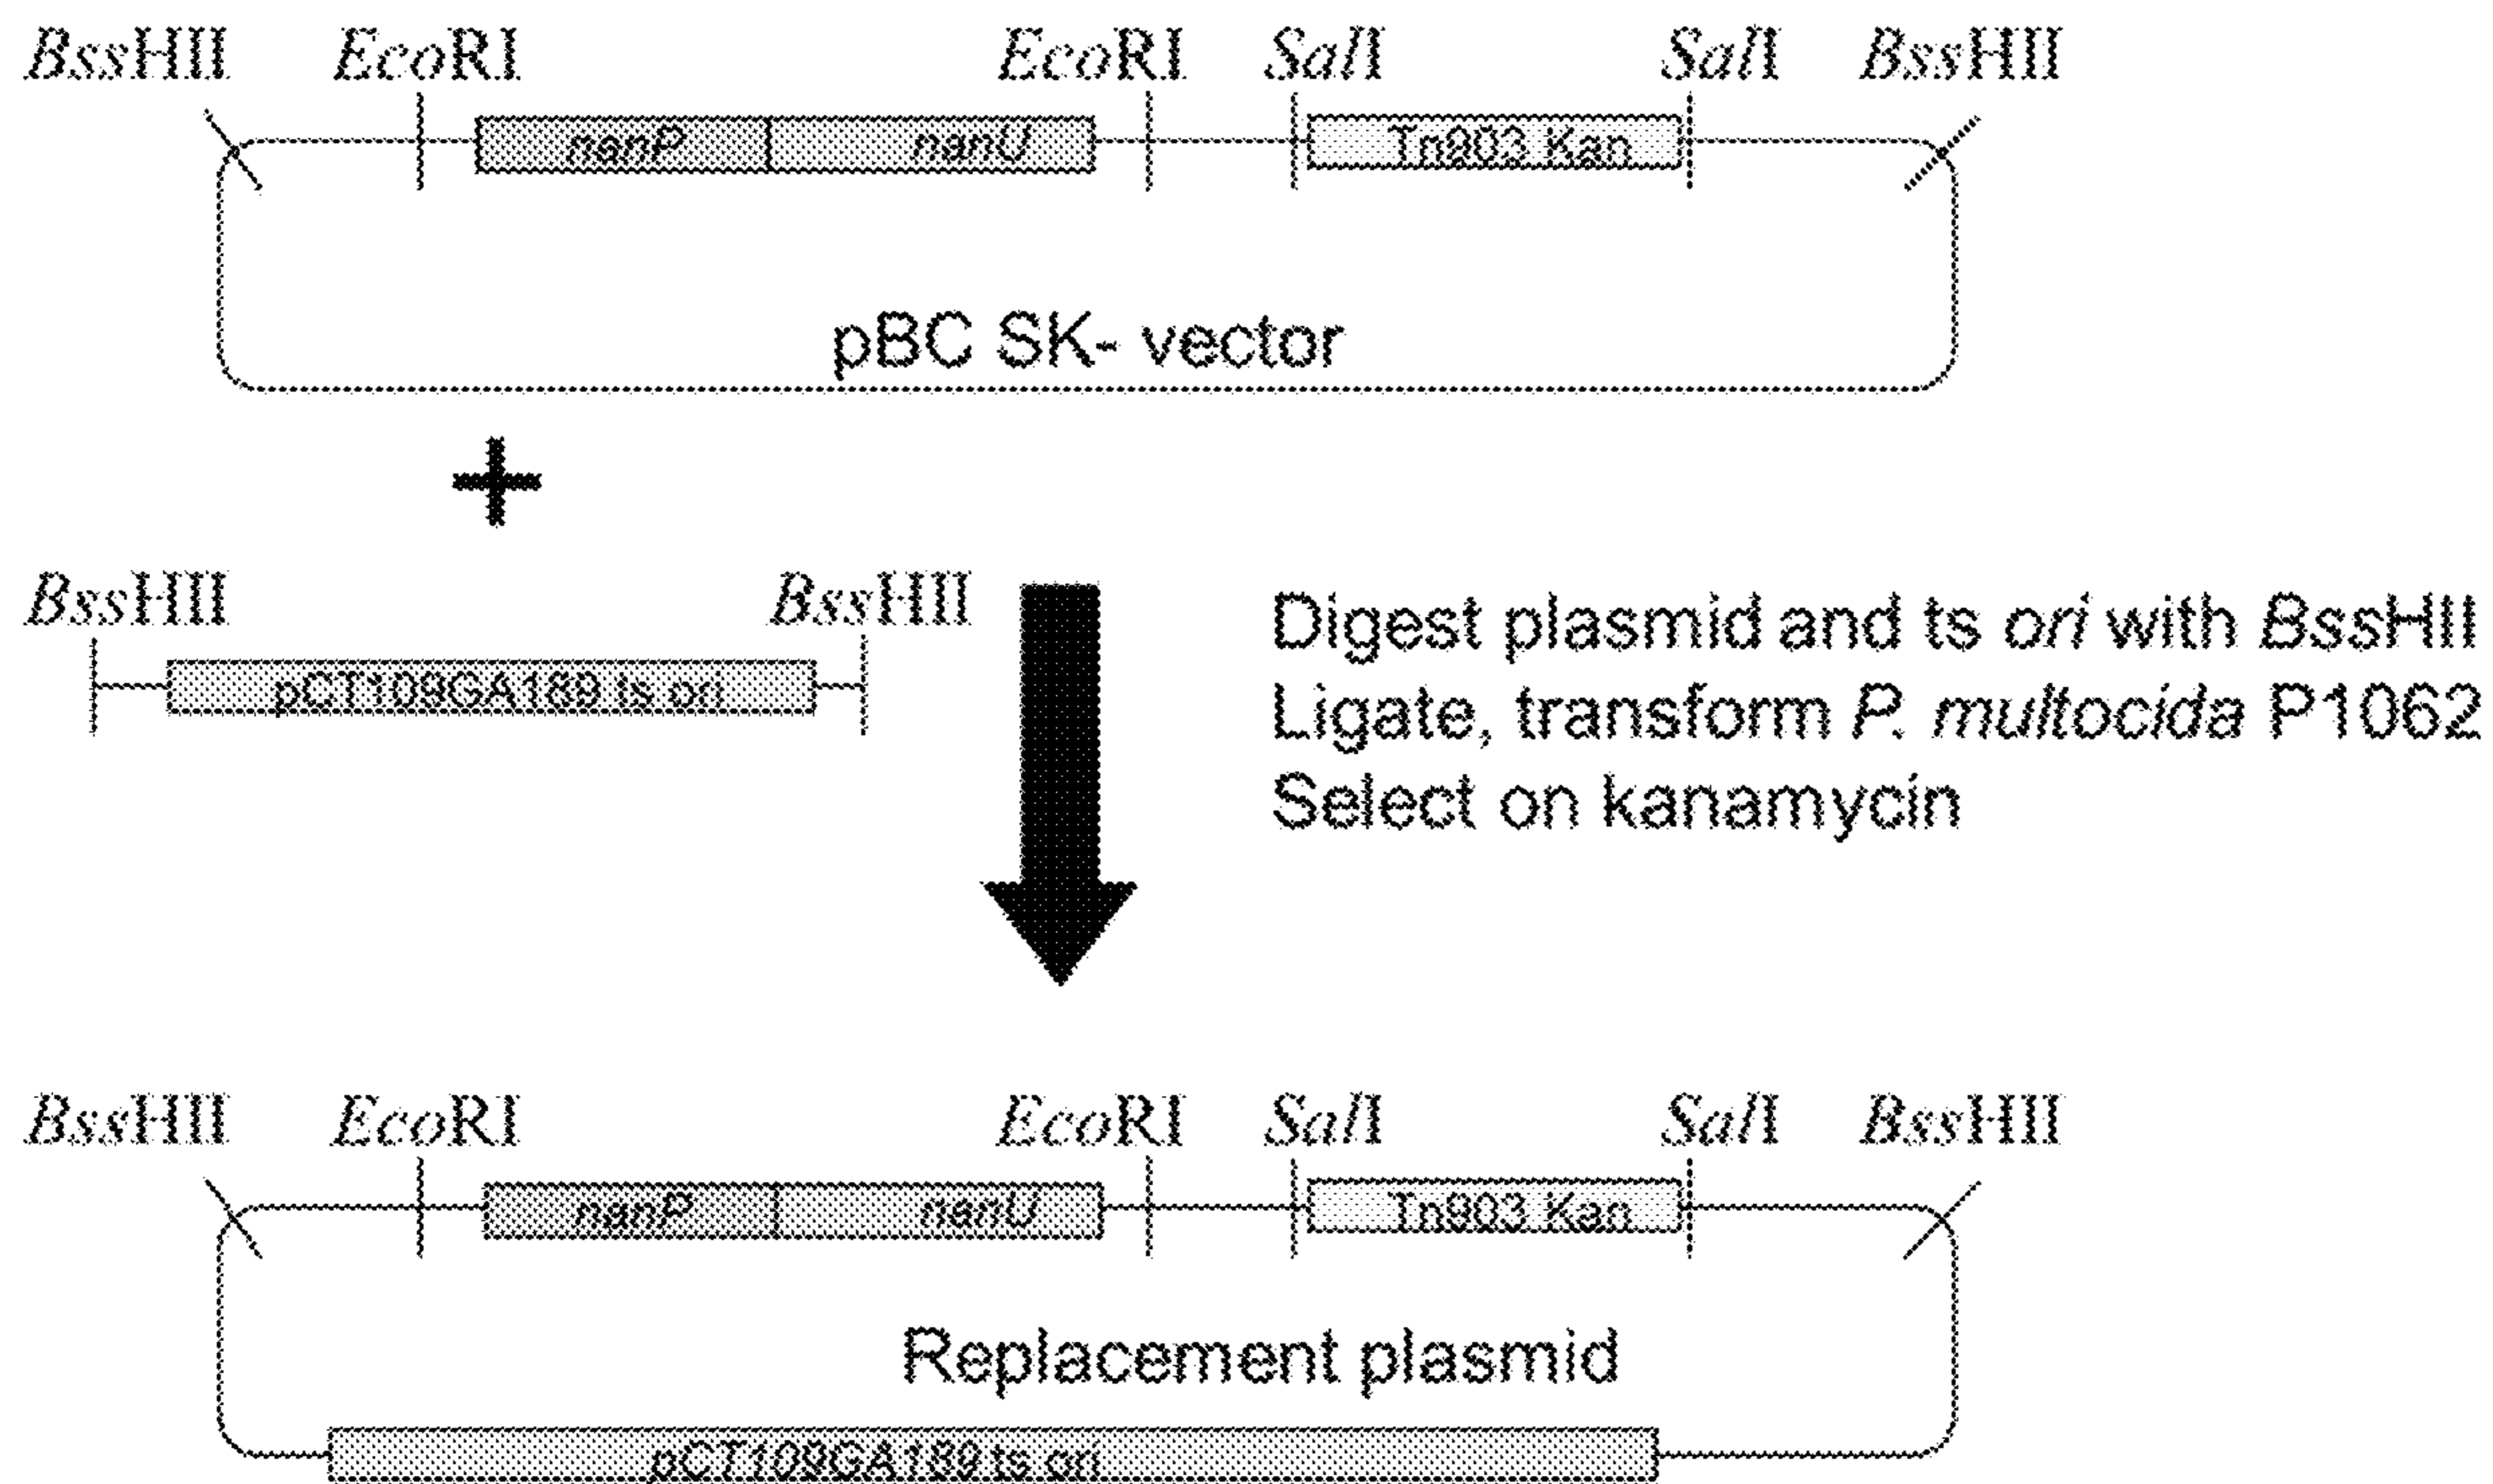 BssHII EcoRI EcoRI SalI SalI BssHII
nanP nanU Tn903 Kan
pBC SK- vector
+
BssHII BssHII
pCT109GA189 ts ori
Digest plasmid and ts ori with BssHII
Ligate, transform P. multocida P1062
Select on kanamycin
BssHII EcoRI EcoRI SalI SalI BssHII
nanP nanU Tn903 Kan
Replacement plasmid
pCT109GA189 ts ori